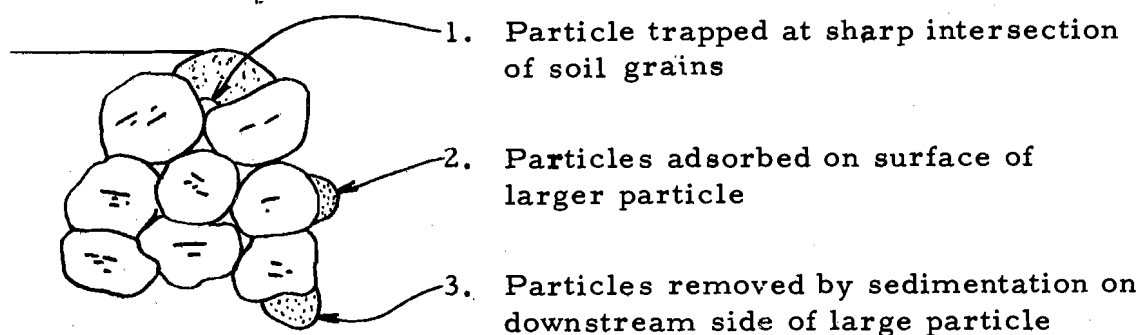 1. Particle trapped at sharp intersection
of soil grains
2. Particles adsorbed on surface of
larger particle
3. Particles removed by sedimentation on
downstream side of large particle